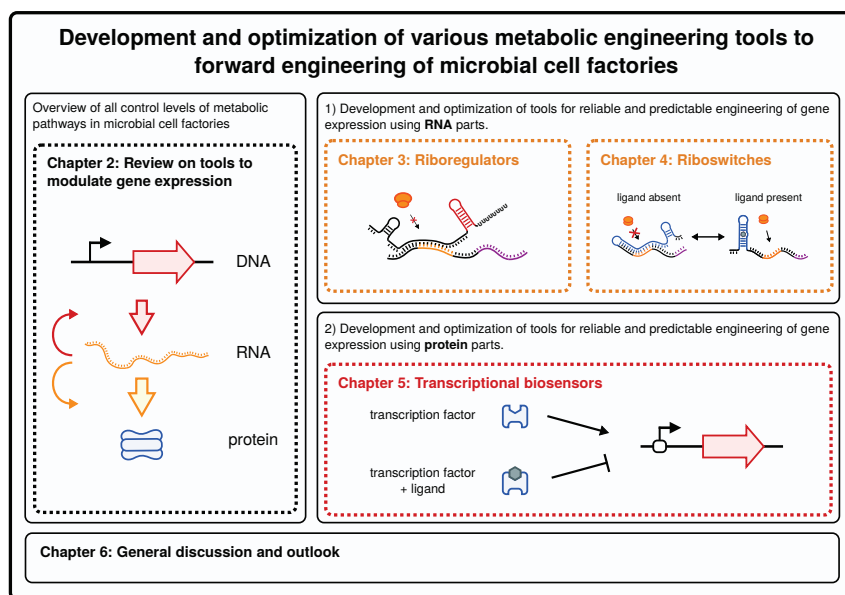 Development and optimization of various metabolic engineering tools to
forward engineering of microbial cell factories
Overview of all control levels of metabolic
pathways in microbial cell factories
Chapter 2: Review on tools to
modulate gene expression
DNA
RNA
protein
1) Development and optimization of tools for reliable and predictable engineering of gene
expression using RNA parts.
Chapter 3: Riboregulators
Chapter 4: Riboswitches
ligand absent
ligand present
2) Development and optimization of tools for reliable and predictable engineering of gene
expression using protein parts.
Chapter 5: Transcriptional biosensors
transcription factor
transcription factor
+ ligand
Chapter 6: General discussion and outlook